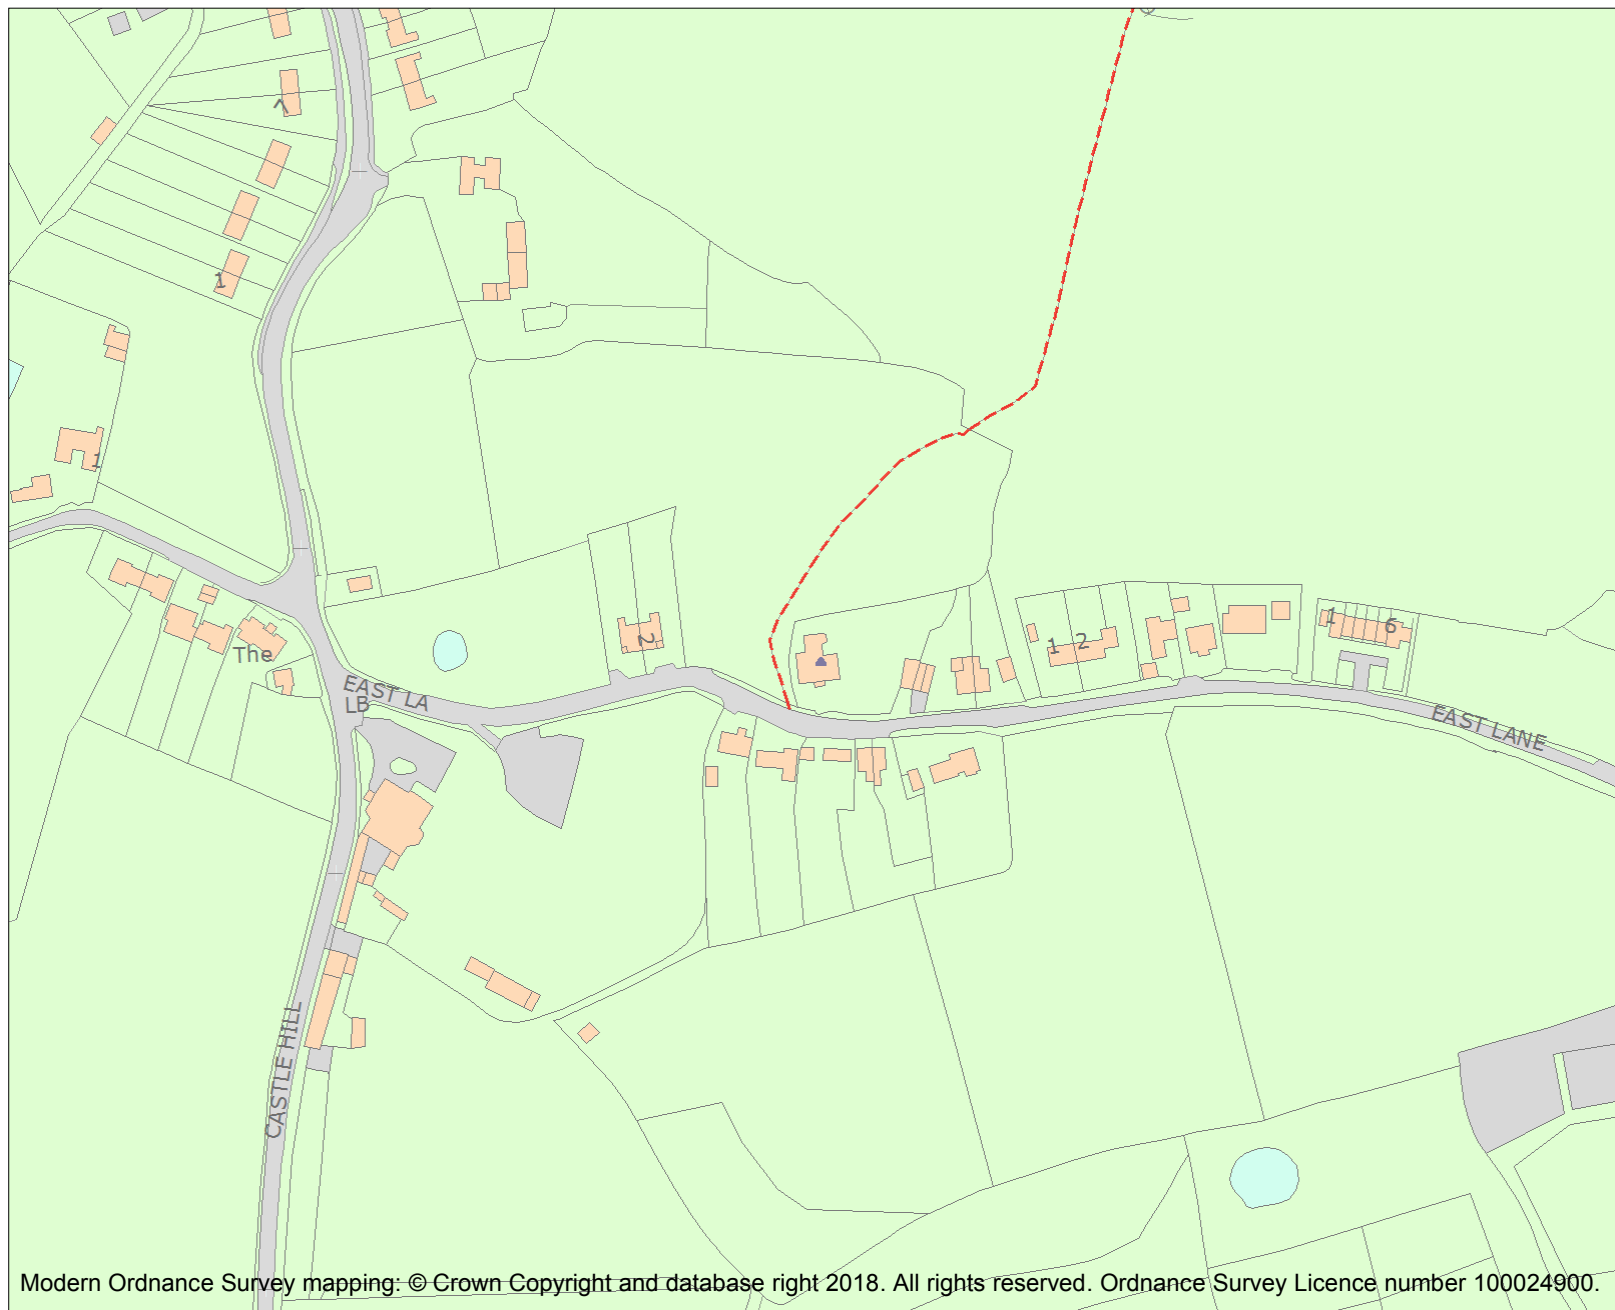 7
1
1
The
EAST LA
LB
2
1 2
1
6
EAST LANE
CASTLE HILL
Modern Ordnance Survey mapping: © Crown Copyright and database right 2018. All rights reserved. Ordnance Survey Licence number 100024900.